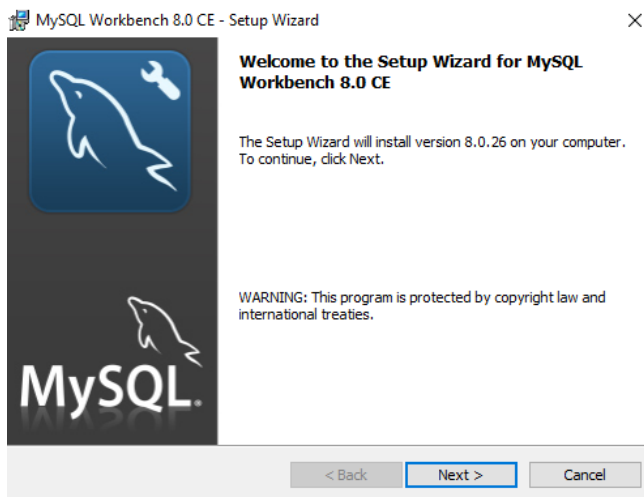 MySQL Workbench 8.0 CE - Setup Wizard
Welcome to the Setup Wizard for MySQL
Workbench 8.0 CE
The Setup Wizard will install version 8.0.26 on your computer.
To continue, click Next.
WARNING: This program is protected by copyright law and
international treaties.
MySQL®
< Back
Next >
Cancel